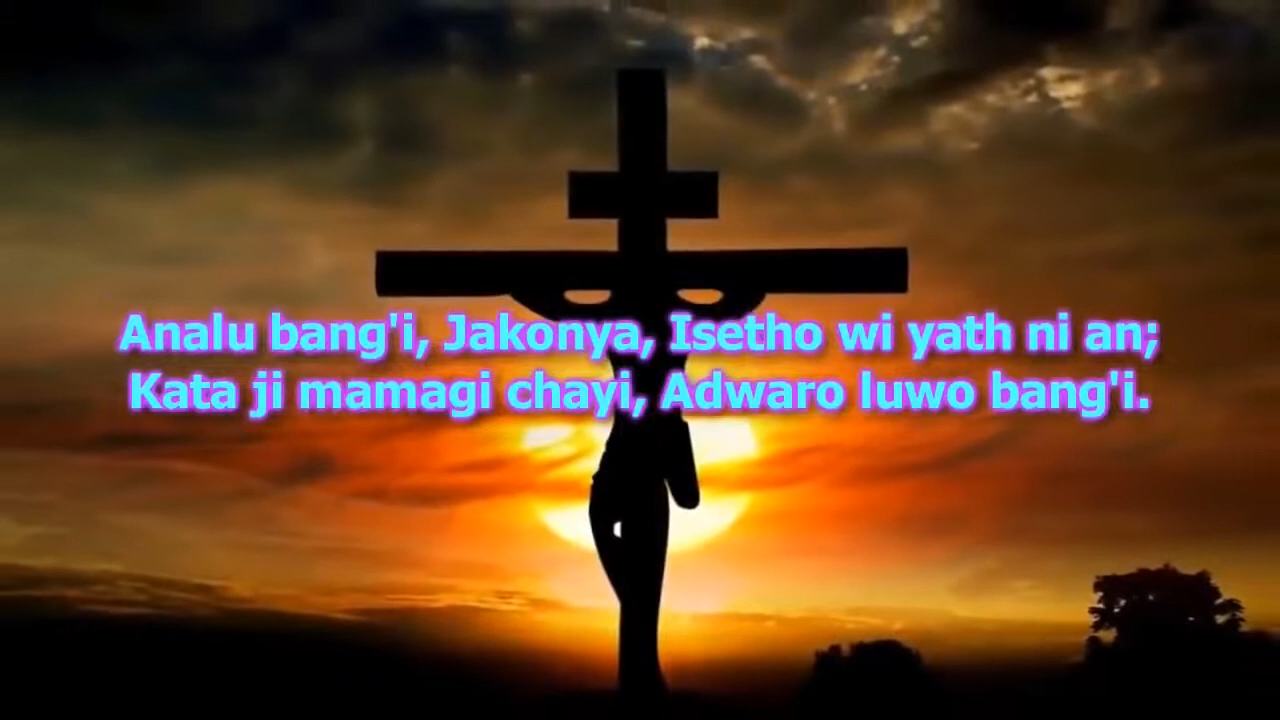 Analu bang'i, Jakonya, Isetho wi yath ni an;
Kata ji mamagi chayi, Adwaro luwo bang'i.